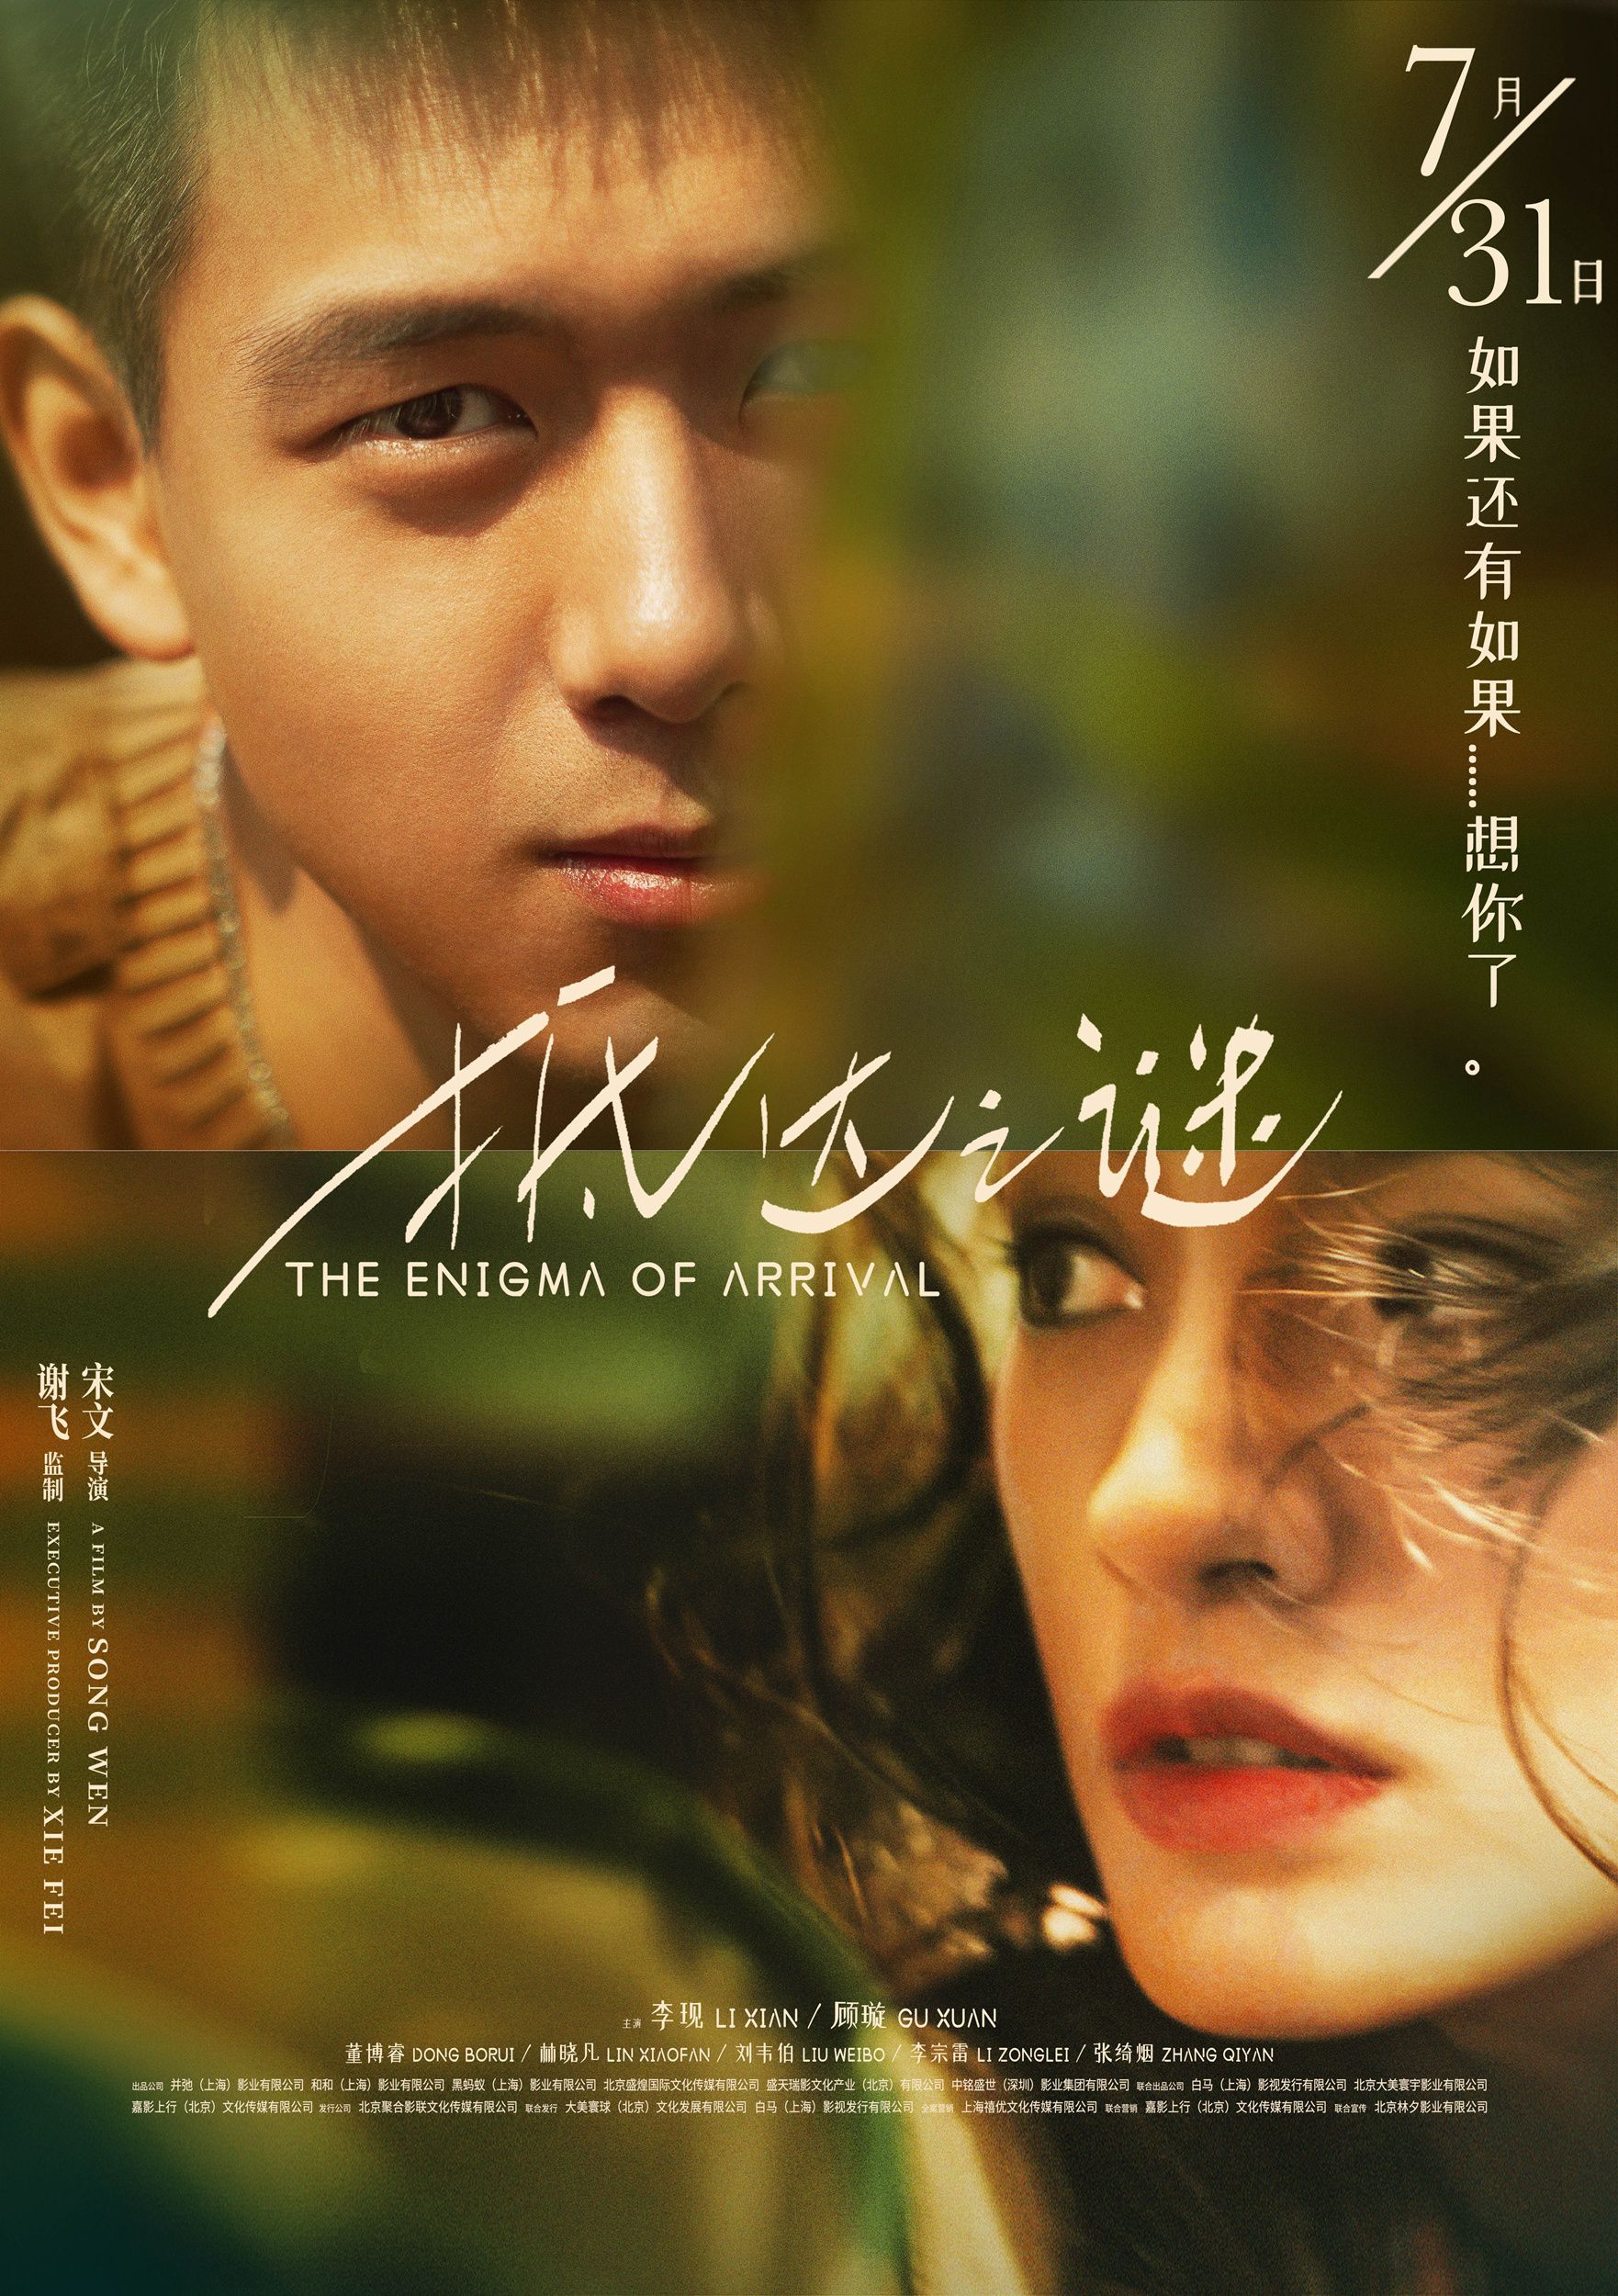 7月
31日
如果还有如果……想你了。
抵达之谜
THE ENIGMA OF ARRIVAL
宋文 导演 A FILM BY SONG WEN
谢飞 监制 EXECUTIVE PRODUCER BY XIE FEI
主演 李现 LI XIAN / 顾璇 GU XUAN
董博睿 DONG BORUI / 林晓凡 LIN XIAOFAN / 刘韦伯 LIU WEIBO / 李宗雷 LI ZONGLEI / 张绮烟 ZHANG QIYAN
出品公司 并弛（上海）影业有限公司 和和（上海）影业有限公司 黑蚂蚁（上海）影业有限公司 北京盛煌国际文化传媒有限公司 盛天瑞影文化产业（北京）有限公司 中铭盛世（深圳）影业集团有限公司 联合出品公司 白马（上海）影视发行有限公司 北京大美寰宇影业有限公司
嘉影上行（北京）文化传媒有限公司 发行公司 北京聚合影联文化传媒有限公司 联合发行 大美寰球（北京）文化发展有限公司 白马（上海）影视发行有限公司 全案营销 上海禧优文化传媒有限公司 联合营销 嘉影上行（北京）文化传媒有限公司 联合宣传 北京林夕影业有限公司